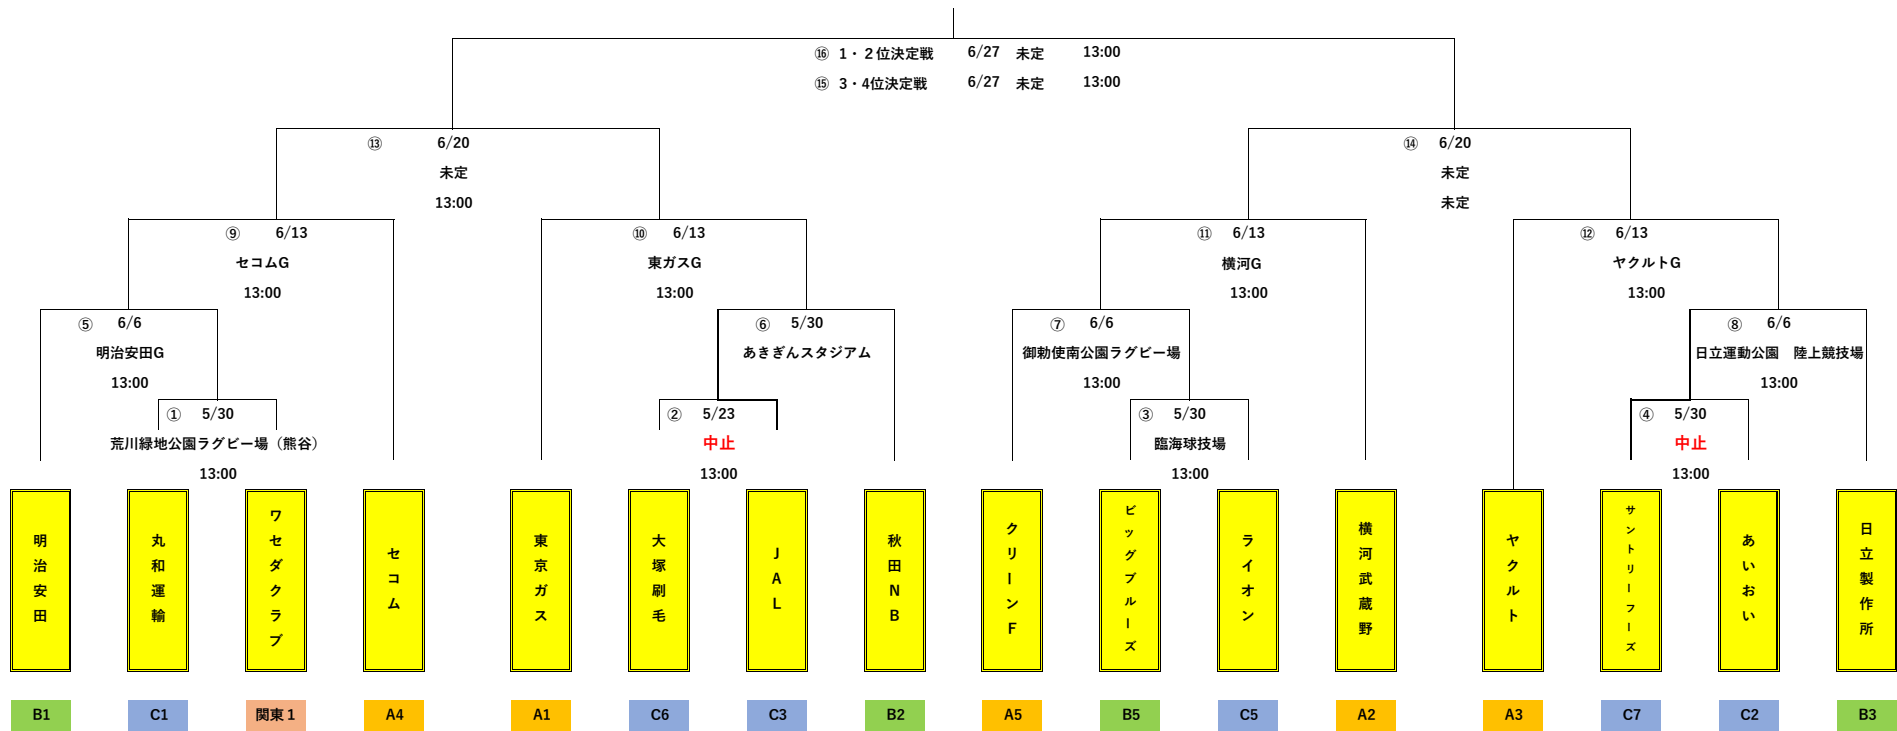 ⑯ 1・2位決定戦 6/27 未定 13:00
⑮ 3・4位決定戦 6/27 未定 13:00
⑬ 6/20
未定
13:00
⑭ 6/20
未定
未定
⑨ 6/13
セコムG
13:00
⑩ 6/13
東ガスG
13:00
⑪ 6/13
横河G
13:00
⑫ 6/13
ヤクルトG
13:00
⑤ 6/6
明治安田G
13:00
⑥ 5/30
あきぎんスタジアム
⑦ 6/6
御勅使南公園ラグビー場
13:00
⑧ 6/6
日立運動公園　陸上競技場
13:00
① 5/30
荒川緑地公園ラグビー場（熊谷）
13:00
② 5/23
中止
13:00
③ 5/30
臨海球技場
13:00
④ 5/30
中止
13:00
明治安田
丸和運輸
ワセダクラブ
セコム
東京ガス
大塚刷毛
JAL
秋田NB
クリーンF
ビッグブルーズ
ライオン
横河武蔵野
ヤクルト
サントリーフーズ
あいおい
日立製作所
B1
C1
関東1
A4
A1
C6
C3
B2
A5
B5
C5
A2
A3
C7
C2
B3